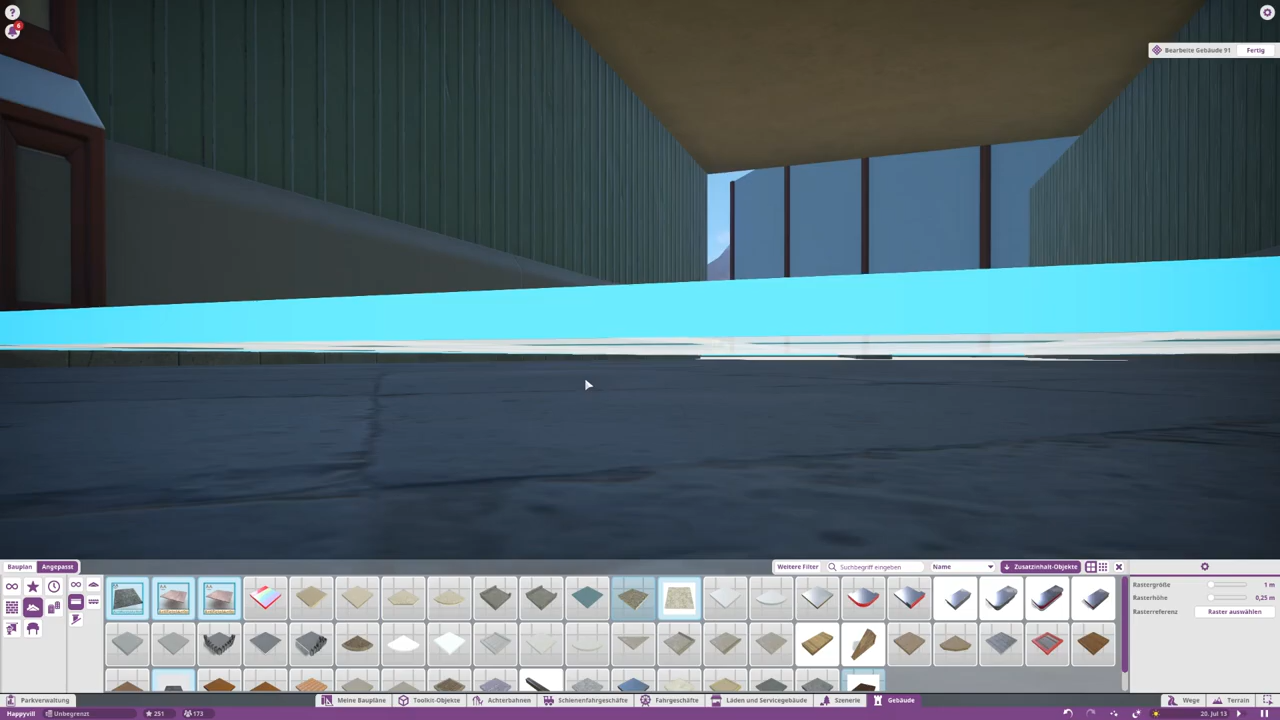 ?
6
Bearbeite Gebäude 91
Fertig
Bauplan
Angepasst
Weitere Filter
Suchbegriff eingeben
Name
Zusatzinhalt-Objekte
Rastergröße
1 m
Rasterhöhe
0,25 m
Rasterreferenz
Raster auswählen
Parkverwaltung
Meine Baupläne
Toolkit-Objekte
Achterbahnen
Schienenfahrgeschäfte
Fahrgeschäfte
Läden und Servicegebäude
Szenerie
Gebäude
Wege
Terrain
Happyvill
Unbegrenzt
251
173
20. Jul 13